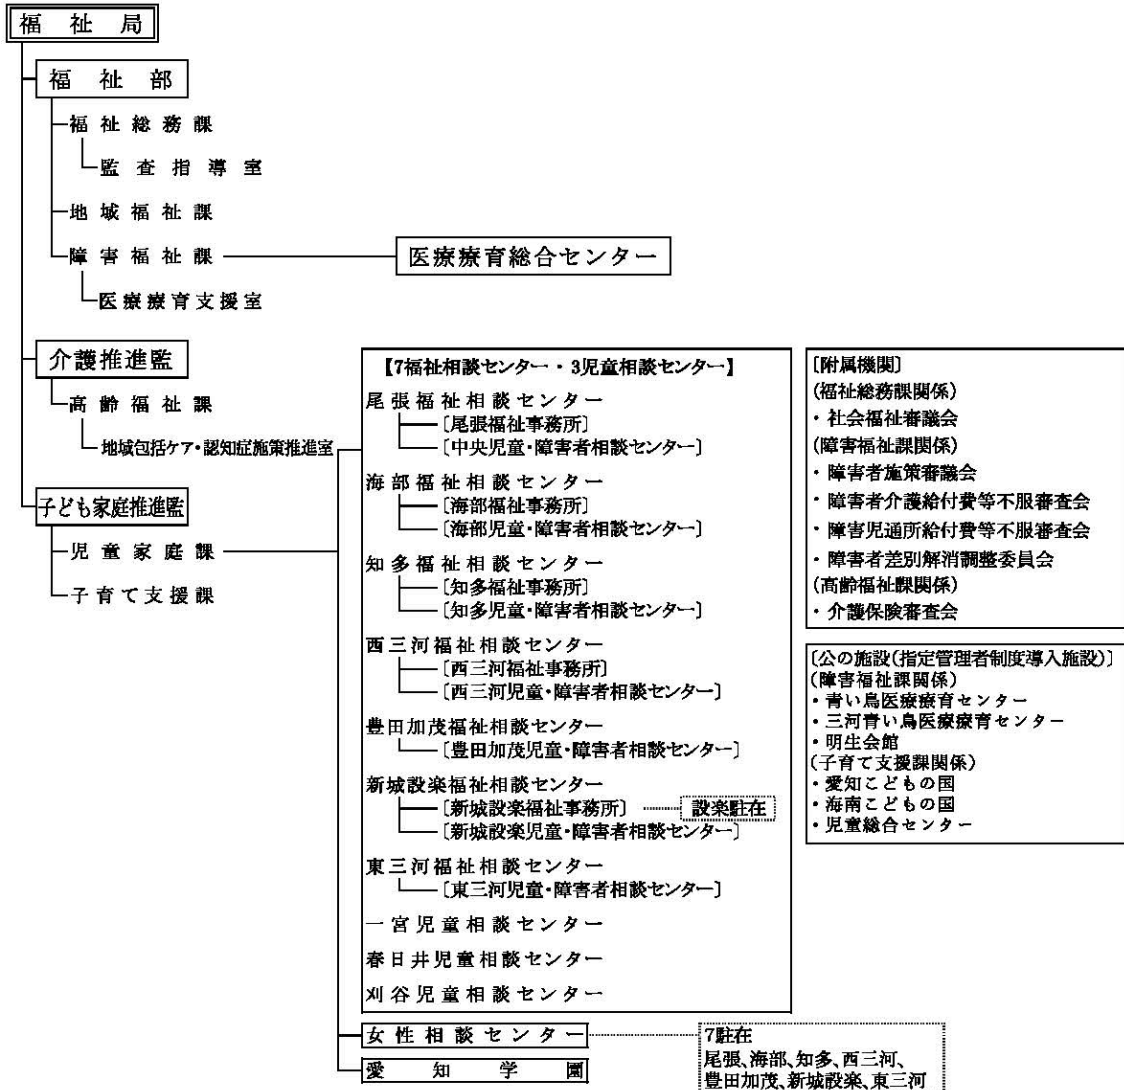 福祉局
福祉部
福祉総務課
監査指導室
地域福祉課
障害福祉課
医療療育総合センター
医療療育支援室
介護推進監
高齢福祉課
地域包括ケア・認知症施策推進室
子ども家庭推進監
児童家庭課
子育て支援課
【7福祉相談センター・3児童相談センター】
尾張福祉相談センター
〔尾張福祉事務所〕
〔中央児童・障害者相談センター〕
海部福祉相談センター
〔海部福祉事務所〕
〔海部児童・障害者相談センター〕
知多福祉相談センター
〔知多福祉事務所〕
〔知多児童・障害者相談センター〕
西三河福祉相談センター
〔西三河福祉事務所〕
〔西三河児童・障害者相談センター〕
豊田加茂福祉相談センター
〔豊田加茂児童・障害者相談センター〕
新城設楽福祉相談センター
〔新城設楽福祉事務所〕 設楽駐在
〔新城設楽児童・障害者相談センター〕
東三河福祉相談センター
〔東三河児童・障害者相談センター〕
一宮児童相談センター
春日井児童相談センター
刈谷児童相談センター
女性相談センター
愛知学園
7駐在
尾張、海部、知多、西三河、
豊田加茂、新城設楽、東三河
〔附属機関〕
(福祉総務課関係)
・社会福祉審議会
(障害福祉課関係)
・障害者施策審議会
・障害者介護給付費等不服審査会
・障害児通所給付費等不服審査会
・障害者差別解消調整委員会
(高齢福祉課関係)
・介護保険審査会
〔公の施設(指定管理者制度導入施設)〕
(障害福祉課関係)
・青い鳥医療療育センター
・三河青い鳥医療療育センター
・明生会館
(子育て支援課関係)
・愛知こどもの国
・海南こどもの国
・児童総合センター